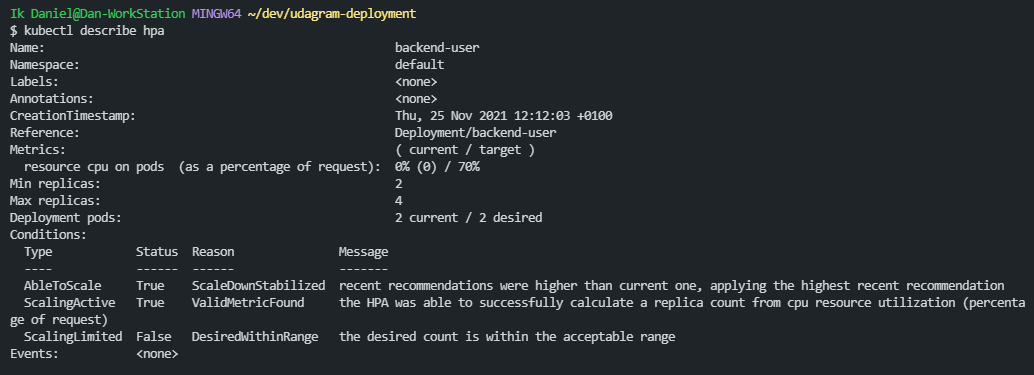 Ik Daniel@Dan-WorkStation MINGW64 ~/dev/udagram-deployment
$ kubectl describe hpa
Name:                                                  backend-user
Namespace:                                             default
Labels:                                                <none>
Annotations:                                           <none>
CreationTimestamp:                                     Thu, 25 Nov 2021 12:12:03 +0100
Reference:                                             Deployment/backend-user
Metrics:                                               ( current / target )
  resource cpu on pods  (as a percentage of request):  0% (0) / 70%
Min replicas:                                          2
Max replicas:                                          4
Deployment pods:                                       2 current / 2 desired
Conditions:
  Type            Status  Reason             Message
  ----            ------  ------             -------
  AbleToScale     True    ScaleDownStabilized  recent recommendations were higher than current one, applying the highest recent recommendation
  ScalingActive   True    ValidMetricFound     the HPA was able to successfully calculate a replica count from cpu resource utilization (percenta
ge of request)
  ScalingLimited  False   DesiredWithinRange   the desired count is within the acceptable range
Events:           <none>